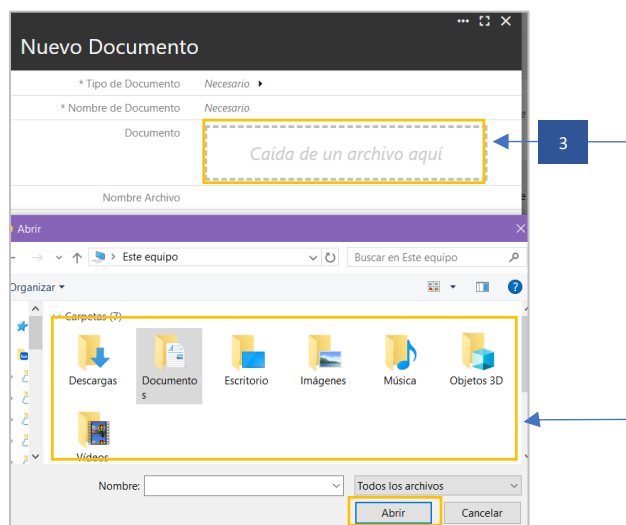 Nuevo Documento
* Tipo de Documento Necesario
* Nombre de Documento Necesario
Documento
Caída de un archivo aquí
3
Nombre Archivo
Abrir
Este equipo
Buscar en Este equipo
Organizar
?
Carpetas (7)
Descargas
Documento
s
Escritorio
Imágenes
Música
Objetos 3D
Vídeos
Nombre:
Todos los archivos
Abrir
Cancelar